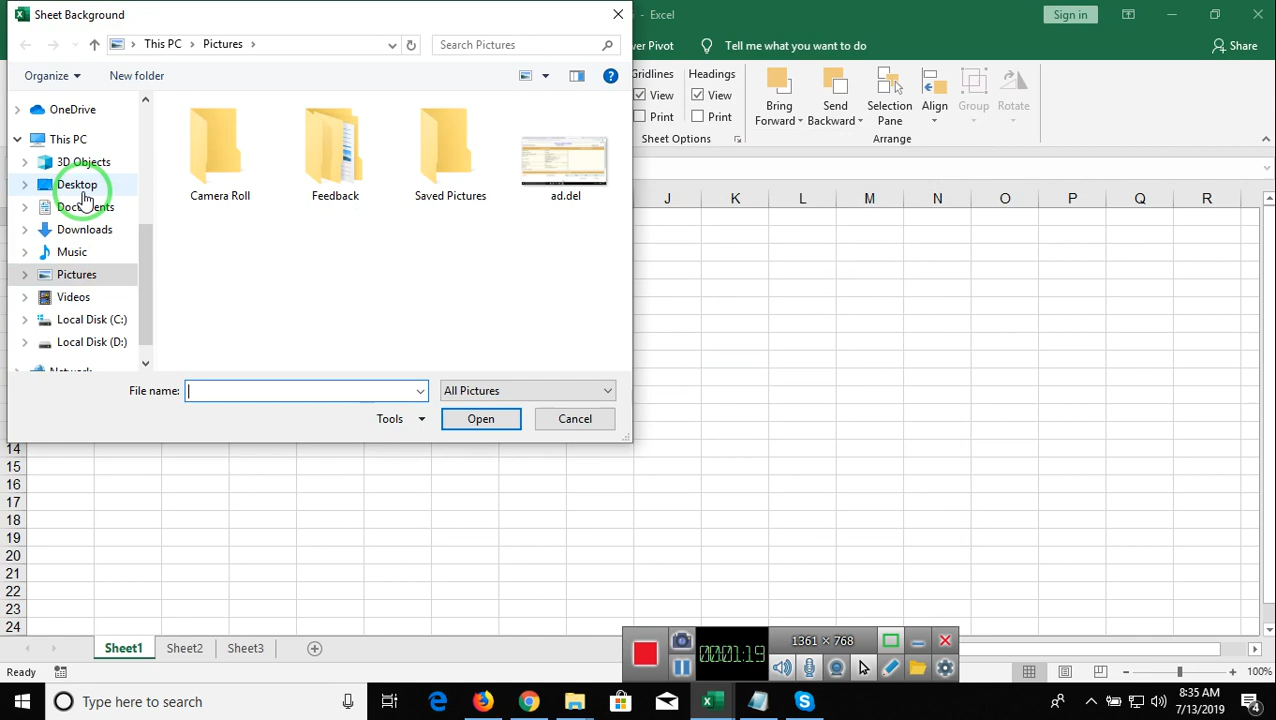 Sheet Background
- Excel
Sign in
This PC
Pictures
Search Pictures
wer Pivot
Tell me what you want to do
Share
Organize
New folder
Gridlines
Headings
View
View
Print
Print
Sheet Options
Bring
Forward
Send
Backward
Selection
Pane
Align
Group
Rotate
Arrange
OneDrive
This PC
3D Objects
Desktop
Documents
Downloads
Music
Pictures
Videos
Local Disk (C:)
Local Disk (D:)
Network
Camera Roll
Feedback
Saved Pictures
ad.del
File name:
All Pictures
Tools
Open
Cancel
J K L M N O P Q R
14
15
16
17
18
19
20
21
22
23
24
Sheet1
Sheet2
Sheet3
Ready
00:01:19
1361 × 768
100%
Type here to search
8:35 AM
7/13/2019
4